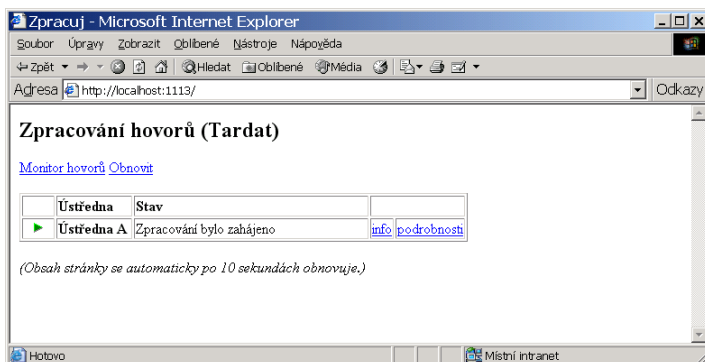 Zpracuj - Microsoft Internet Explorer
Soubor Úpravy Zobrazit Oblíbené Nástroje Nápověda
Zpět Hledat Oblíbené Média
Adresa http://localhost:1113/ Odkazy
Zpracování hovorů (Tardat)
Monitor hovorů Obnovit
Ústředna Stav
Ústředna A Zpracování bylo zahájeno info podrobnosti
(Obsah stránky se automaticky po 10 sekundách obnovuje.)
Hotovo Místní intranet